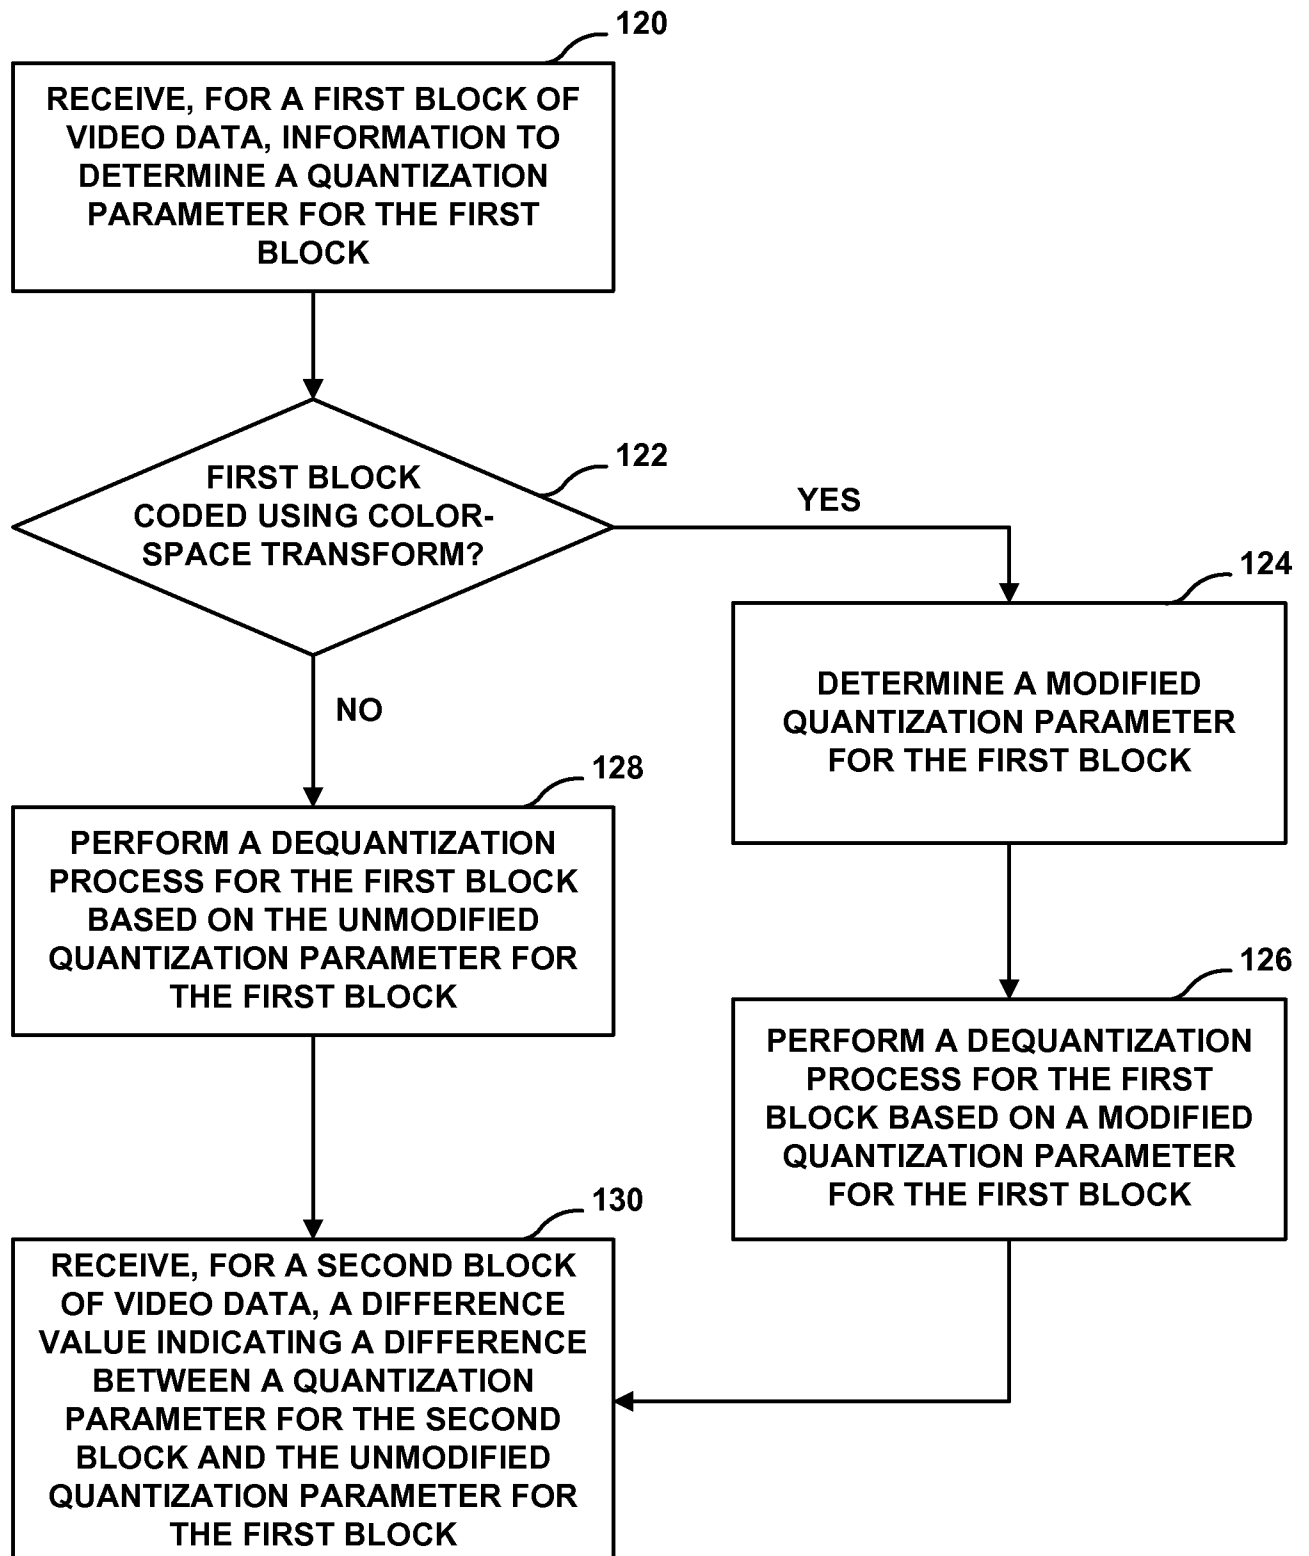 120
RECEIVE, FOR A FIRST BLOCK OF
VIDEO DATA, INFORMATION TO
DETERMINE A QUANTIZATION
PARAMETER FOR THE FIRST
BLOCK
122
FIRST BLOCK
CODED USING COLOR-
SPACE TRANSFORM?
YES
NO
124
DETERMINE A MODIFIED
QUANTIZATION PARAMETER
FOR THE FIRST BLOCK
128
PERFORM A DEQUANTIZATION
PROCESS FOR THE FIRST BLOCK
BASED ON THE UNMODIFIED
QUANTIZATION PARAMETER FOR
THE FIRST BLOCK
126
PERFORM A DEQUANTIZATION
PROCESS FOR THE FIRST
BLOCK BASED ON A MODIFIED
QUANTIZATION PARAMETER
FOR THE FIRST BLOCK
130
RECEIVE, FOR A SECOND BLOCK
OF VIDEO DATA, A DIFFERENCE
VALUE INDICATING A DIFFERENCE
BETWEEN A QUANTIZATION
PARAMETER FOR THE SECOND
BLOCK AND THE UNMODIFIED
QUANTIZATION PARAMETER FOR
THE FIRST BLOCK